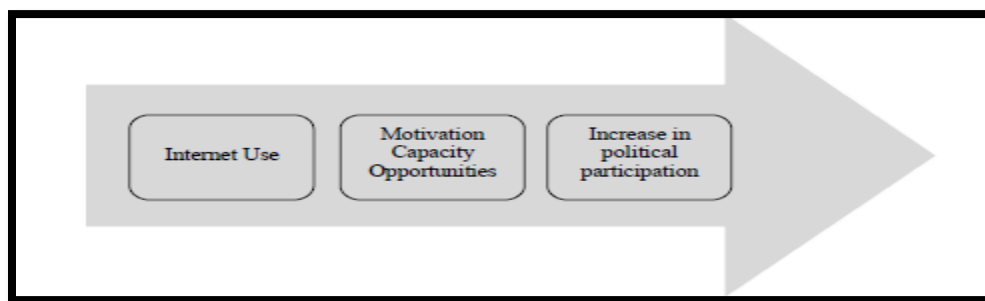 Internet Use
Motivation
Capacity
Opportunities
Increase in
political
participation